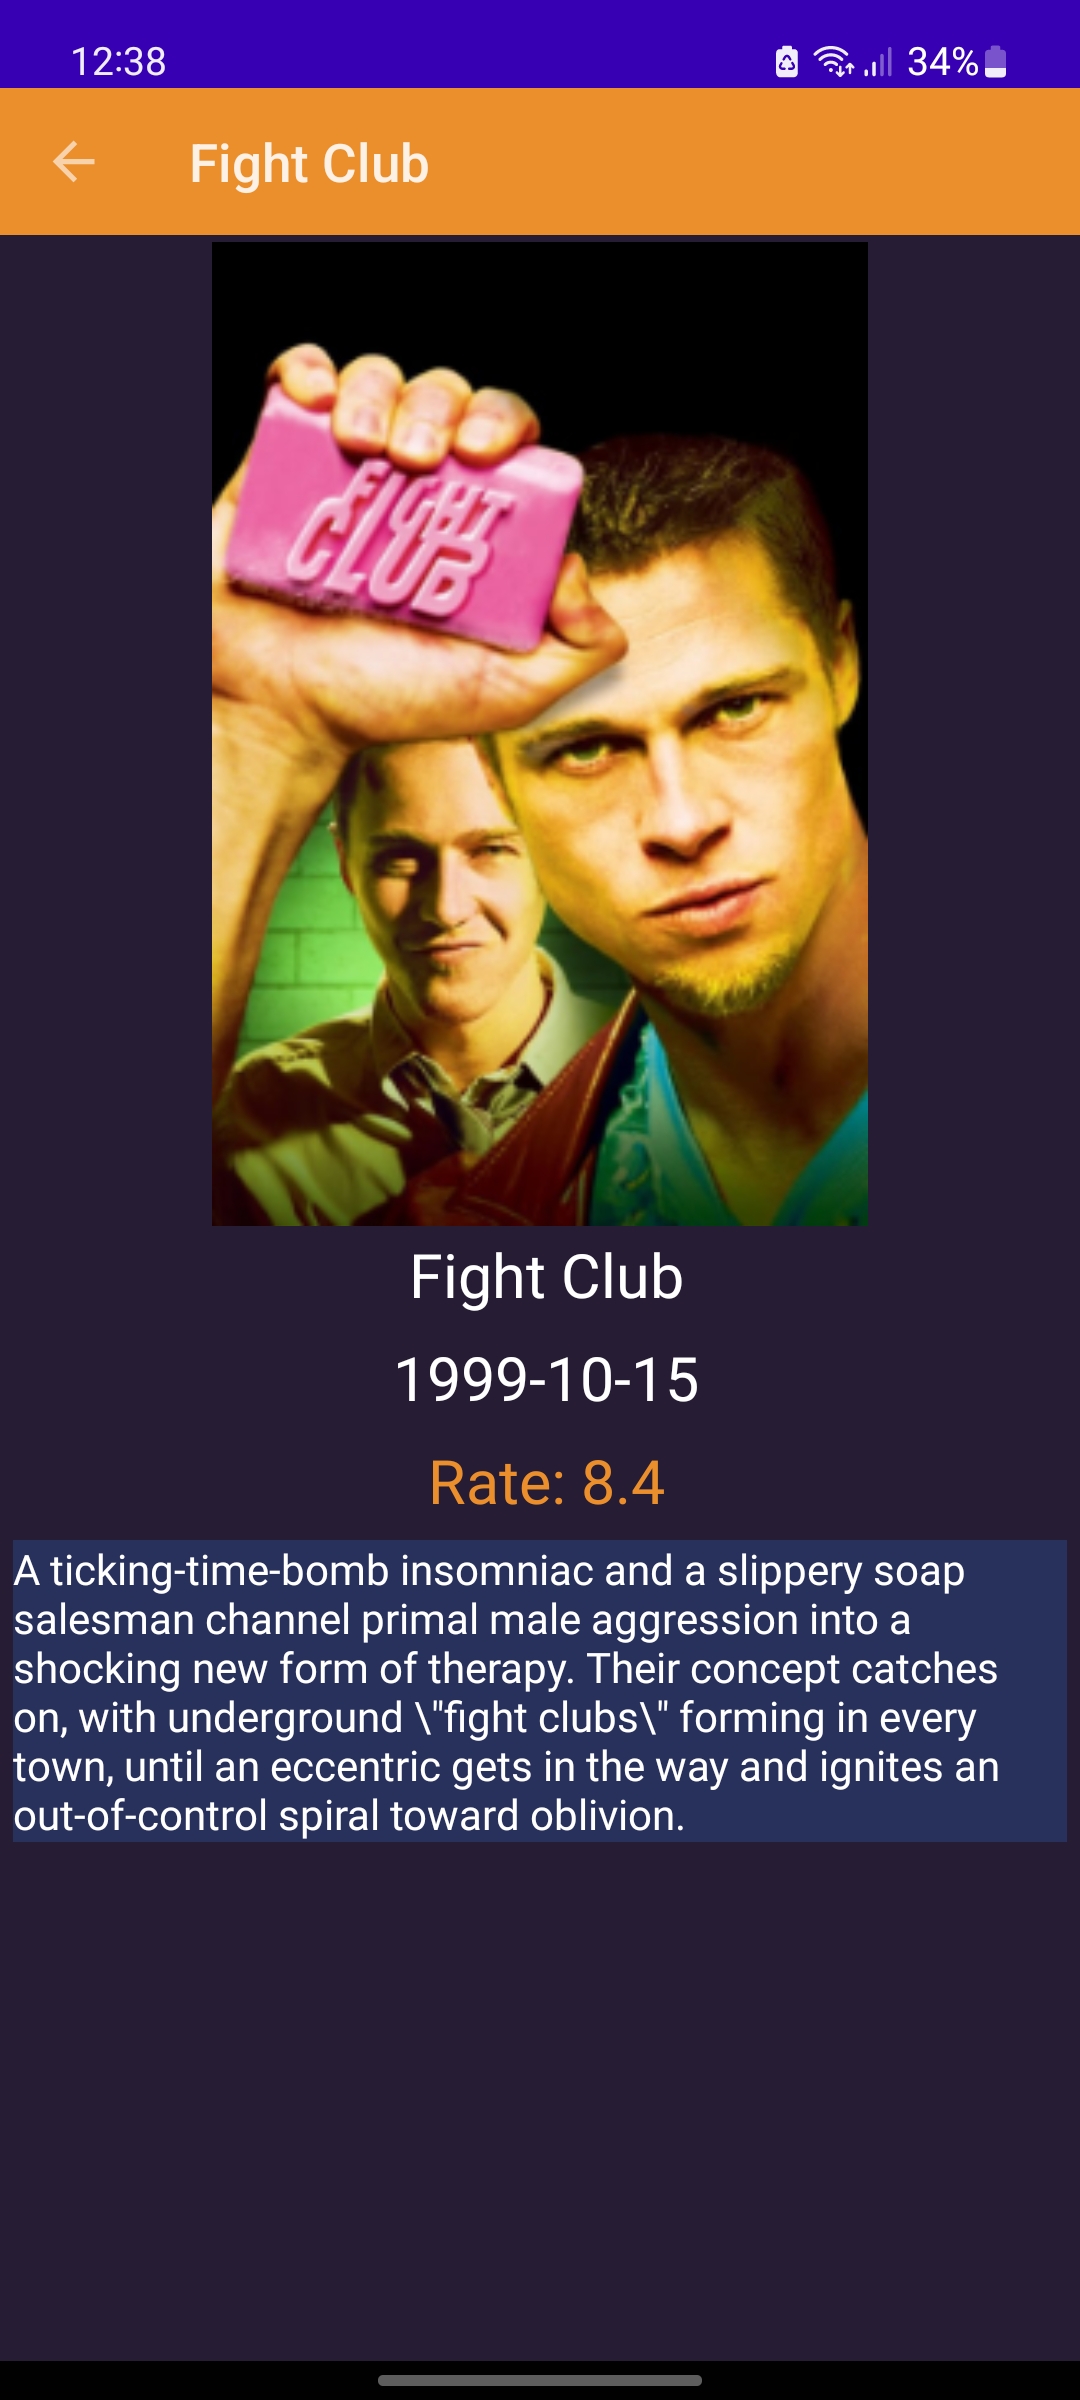 12:38
34%
Fight Club
FIGHT
CLUB
Fight Club
1999-10-15
Rate: 8.4
A ticking-time-bomb insomniac and a slippery soap
salesman channel primal male aggression into a
shocking new form of therapy. Their concept catches
on, with underground \"fight clubs\" forming in every
town, until an eccentric gets in the way and ignites an
out-of-control spiral toward oblivion.